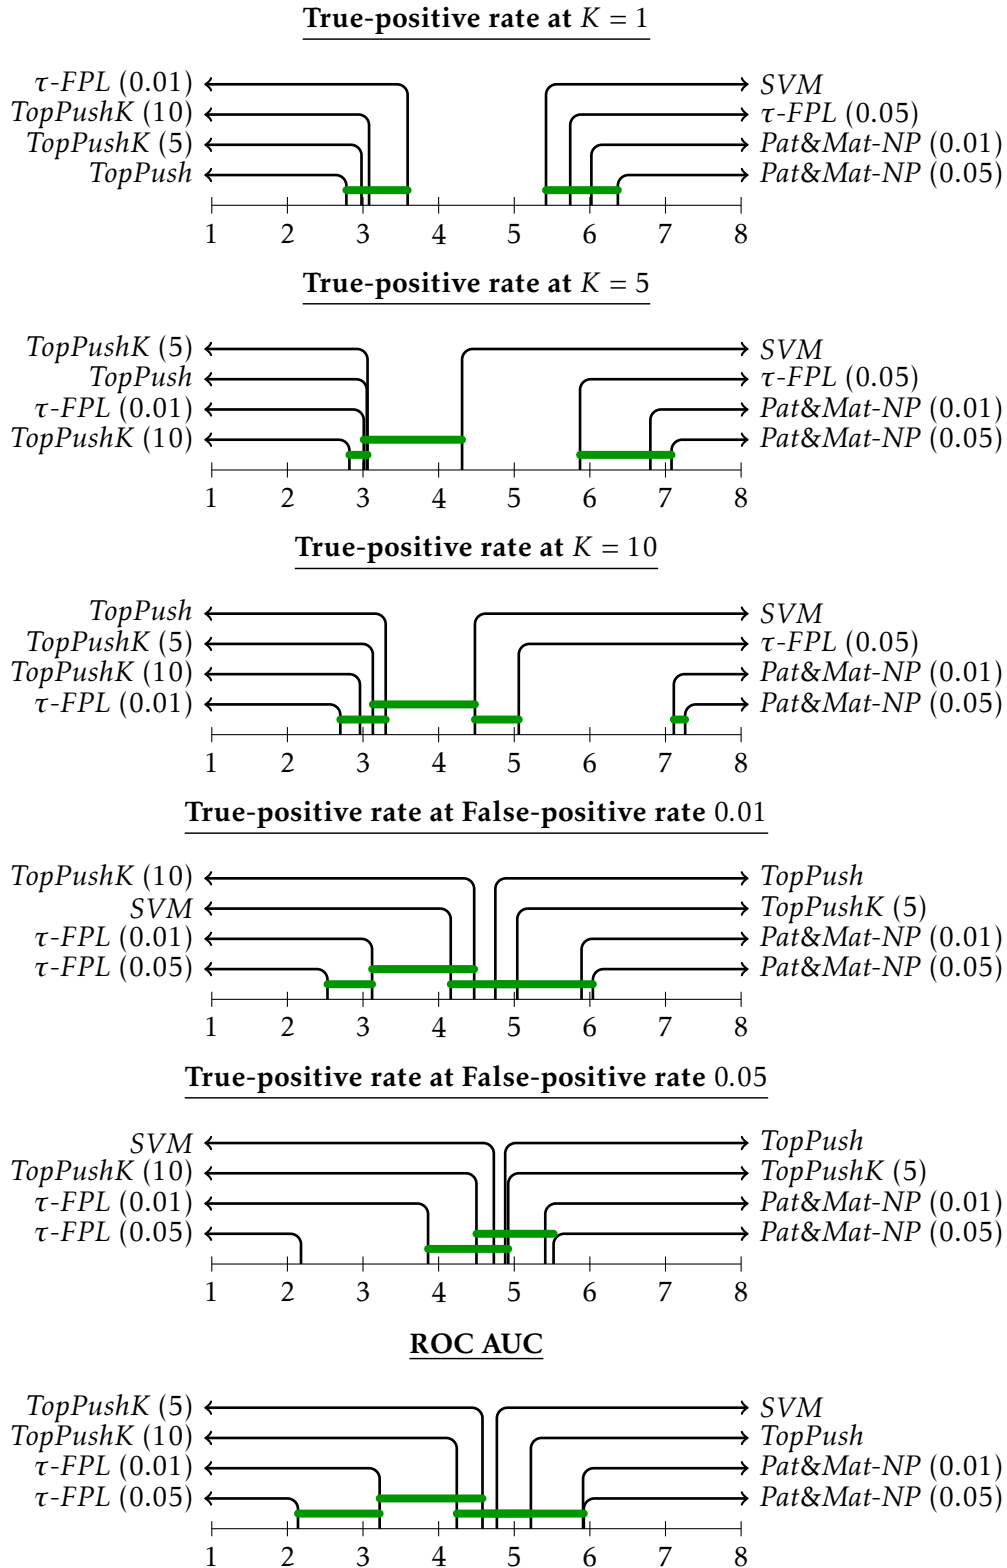 True-positive rate at K = 1
τ-FPL (0.01) SVM
TopPushK (10) τ-FPL (0.05)
TopPushK (5) Pat&Mat-NP (0.01)
TopPush Pat&Mat-NP (0.05)
1 2 3 4 5 6 7 8
True-positive rate at K = 5
TopPushK (5) SVM
TopPush τ-FPL (0.05)
τ-FPL (0.01) Pat&Mat-NP (0.01)
TopPushK (10) Pat&Mat-NP (0.05)
1 2 3 4 5 6 7 8
True-positive rate at K = 10
TopPush SVM
TopPushK (5) τ-FPL (0.05)
TopPushK (10) Pat&Mat-NP (0.01)
τ-FPL (0.01) Pat&Mat-NP (0.05)
1 2 3 4 5 6 7 8
True-positive rate at False-positive rate 0.01
TopPushK (10) TopPush
SVM TopPushK (5)
τ-FPL (0.01) Pat&Mat-NP (0.01)
τ-FPL (0.05) Pat&Mat-NP (0.05)
1 2 3 4 5 6 7 8
True-positive rate at False-positive rate 0.05
SVM TopPush
TopPushK (10) TopPushK (5)
τ-FPL (0.01) Pat&Mat-NP (0.01)
τ-FPL (0.05) Pat&Mat-NP (0.05)
1 2 3 4 5 6 7 8
ROC AUC
TopPushK (5) SVM
TopPushK (10) TopPush
τ-FPL (0.01) Pat&Mat-NP (0.01)
τ-FPL (0.05) Pat&Mat-NP (0.05)
1 2 3 4 5 6 7 8